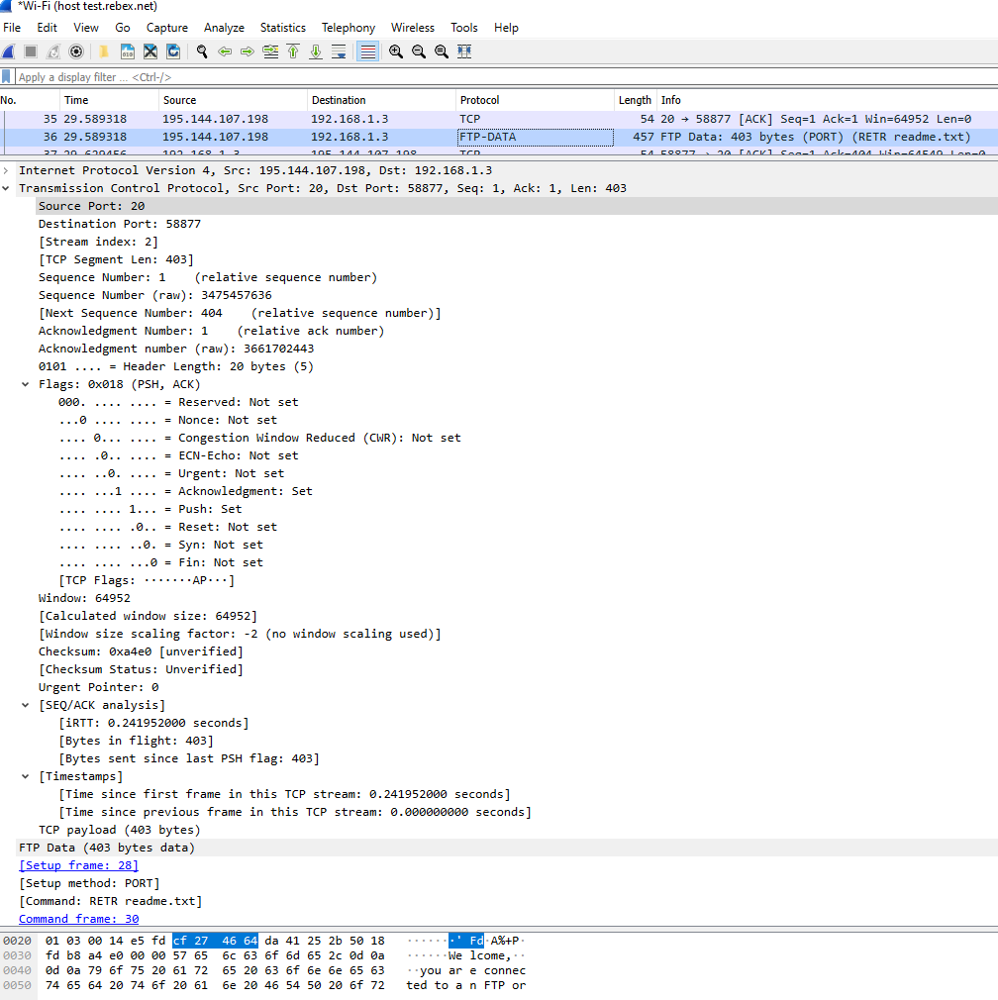 *Wi-Fi (host test.rebex.net)
File Edit View Go Capture Analyze Statistics Telephony Wireless Tools Help
Apply a display filter ... <Ctrl-/>
No. Time Source Destination Protocol Length Info
35 29.589318 195.144.107.198 192.168.1.3 TCP 54 20 → 58877 [ACK] Seq=1 Ack=1 Win=64952 Len=0
36 29.589318 195.144.107.198 192.168.1.3 FTP-DATA 457 FTP Data: 403 bytes (PORT) (RETR readme.txt)
37 29.629456 192.168.1.3 195.144.107.198 TCP 54 58877 → 20 [ACK] Seq=1 Ack=404 Win=64549 Len=0
Internet Protocol Version 4, Src: 195.144.107.198, Dst: 192.168.1.3
Transmission Control Protocol, Src Port: 20, Dst Port: 58877, Seq: 1, Ack: 1, Len: 403
Source Port: 20
Destination Port: 58877
[Stream index: 2]
[TCP Segment Len: 403]
Sequence Number: 1 (relative sequence number)
Sequence Number (raw): 3475457636
[Next Sequence Number: 404 (relative sequence number)]
Acknowledgment Number: 1 (relative ack number)
Acknowledgment number (raw): 3661702443
0101 .... = Header Length: 20 bytes (5)
Flags: 0x018 (PSH, ACK)
000. .... .... = Reserved: Not set
...0 .... .... = Nonce: Not set
.... 0... .... = Congestion Window Reduced (CWR): Not set
.... .0.. .... = ECN-Echo: Not set
.... ..0. .... = Urgent: Not set
.... ...1 .... = Acknowledgment: Set
.... .... 1... = Push: Set
.... .... .0.. = Reset: Not set
.... .... ..0. = Syn: Not set
.... .... ...0 = Fin: Not set
[TCP Flags: ·······AP···]
Window: 64952
[Calculated window size: 64952]
[Window size scaling factor: -2 (no window scaling used)]
Checksum: 0xa4e0 [unverified]
[Checksum Status: Unverified]
Urgent Pointer: 0
[SEQ/ACK analysis]
[iRTT: 0.241952000 seconds]
[Bytes in flight: 403]
[Bytes sent since last PSH flag: 403]
[Timestamps]
[Time since first frame in this TCP stream: 0.241952000 seconds]
[Time since previous frame in this TCP stream: 0.000000000 seconds]
TCP payload (403 bytes)
FTP Data (403 bytes data)
[Setup frame: 28]
[Setup method: PORT]
[Command: RETR readme.txt]
Command frame: 30
0020 01 03 00 14 e5 fd cf 27 46 64 da 41 25 2b 50 18 ·······' Fd·A%+P·
0030 fd b8 a4 e0 00 00 57 65 6c 63 6f 6d 65 2c 0d 0a ······We lcome,··
0040 0d 0a 79 6f 75 20 61 72 65 20 63 6f 6e 6e 65 63 ··you ar e connec
0050 74 65 64 20 74 6f 20 61 6e 20 46 54 50 20 6f 72 ted to a n FTP or